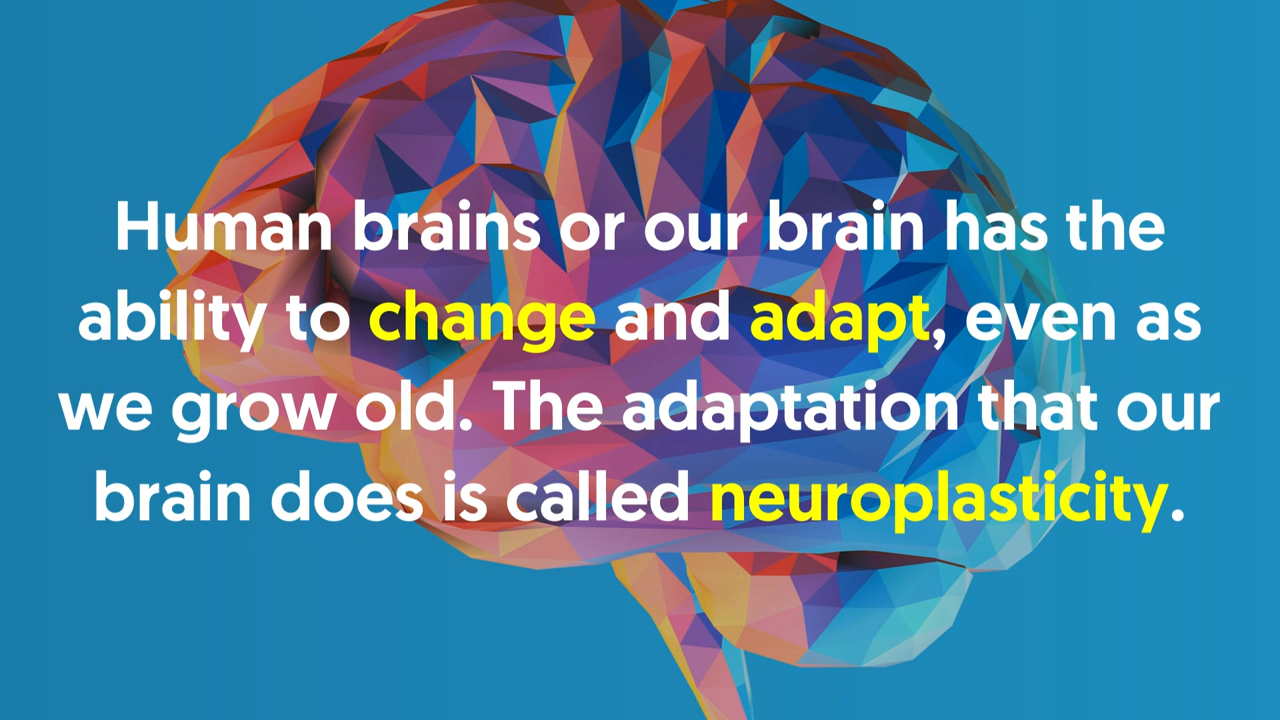 Human brains or our brain has the
ability to change and adapt, even as
we grow old. The adaptation that our
brain does is called neuroplasticity.